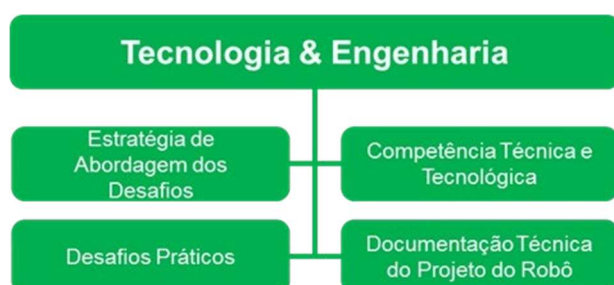 Tecnologia & Engenharia
Estratégia de
Abordagem dos
Desafios
Competência Técnica e
Tecnológica
Desafios Práticos
Documentação Técnica
do Projeto do Robô